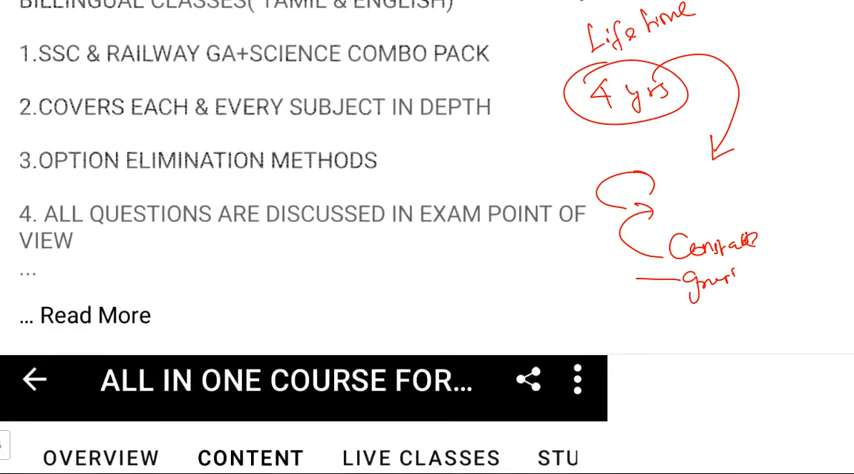 BILLINGUAL CLASSES( TAMIL & ENGLISH)
Life time
1.SSC & RAILWAY GA+SCIENCE COMBO PACK
4 yrs
2.COVERS EACH & EVERY SUBJECT IN DEPTH
3.OPTION ELIMINATION METHODS
4. ALL QUESTIONS ARE DISCUSSED IN EXAM POINT OF
VIEW
...
... Read More
ALL IN ONE COURSE FOR...
OVERVIEW CONTENT LIVE CLASSES STU